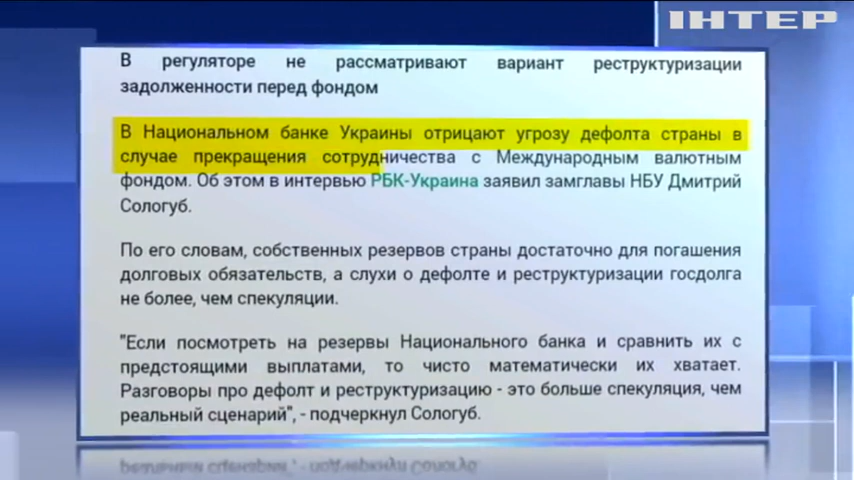 ІНТЕР
В регуляторе не рассматривают вариант реструктуризации
задолженности перед фондом
В Национальном банке Украины отрицают угрозу дефолта страны в
случае прекращения сотрудничества с Международным валютным
фондом. Об этом в интервью РБК-Украина заявил замглавы НБУ Дмитрий
Сологуб.
По его словам, собственных резервов страны достаточно для погашения
долговых обязательств, а слухи о дефолте и реструктуризации госдолга
не более, чем спекуляции.
"Если посмотреть на резервы Национального банка и сравнить их с
предстоящими выплатами, то чисто математически их хватает.
Разговоры про дефолт и реструктуризацию - это больше спекуляция, чем
реальный сценарий", - подчеркнул Сологуб.